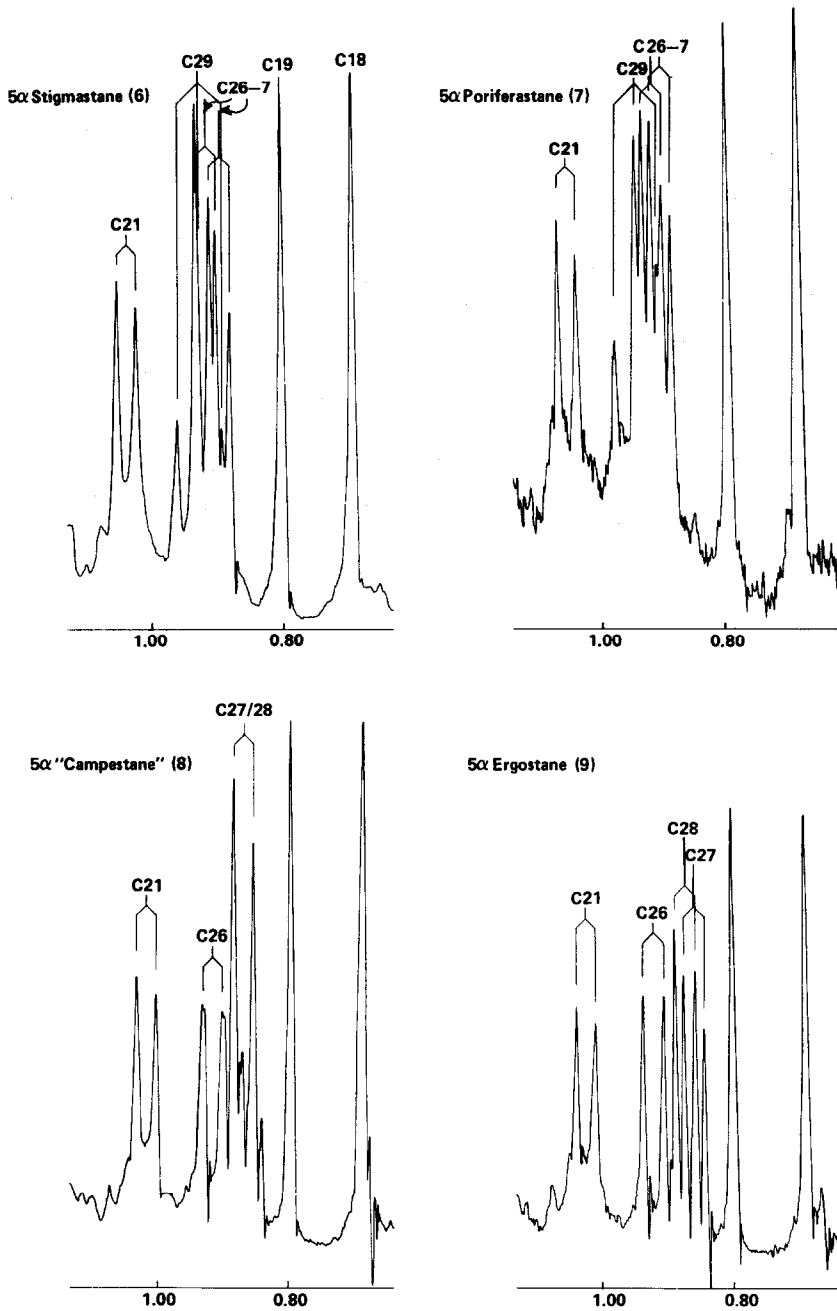 5α Stigmastane (6)
C29
C26–7
C19
C18
C21
1.00
0.80
5α Poriferastane (7)
C 26–7
C29
C21
1.00
0.80
5α "Campestane" (8)
C27/28
C21
C26
1.00
0.80
5α Ergostane (9)
C28
C27
C21
C26
1.00
0.80